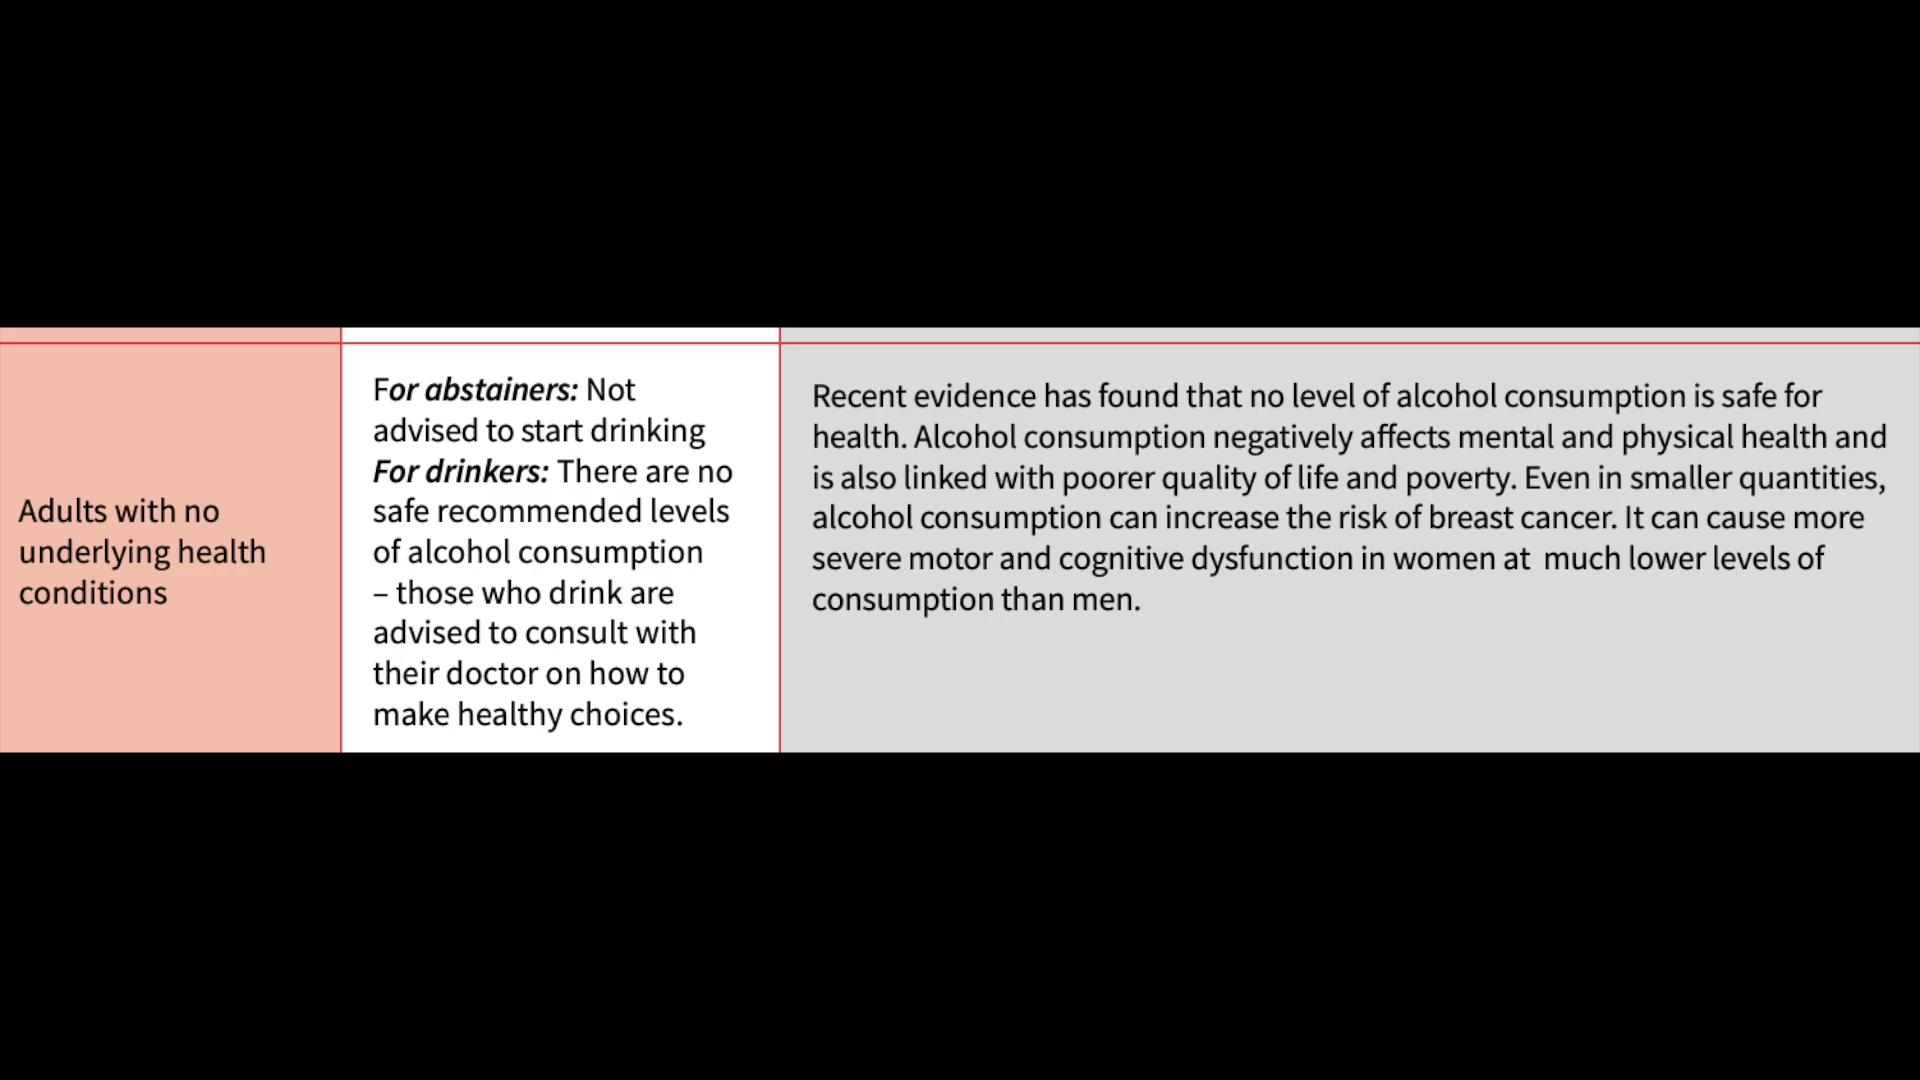 Adults with no
underlying health
conditions
For abstainers: Not
advised to start drinking
For drinkers: There are no
safe recommended levels
of alcohol consumption
– those who drink are
advised to consult with
their doctor on how to
make healthy choices.
Recent evidence has found that no level of alcohol consumption is safe for
health. Alcohol consumption negatively affects mental and physical health and
is also linked with poorer quality of life and poverty. Even in smaller quantities,
alcohol consumption can increase the risk of breast cancer. It can cause more
severe motor and cognitive dysfunction in women at  much lower levels of
consumption than men.